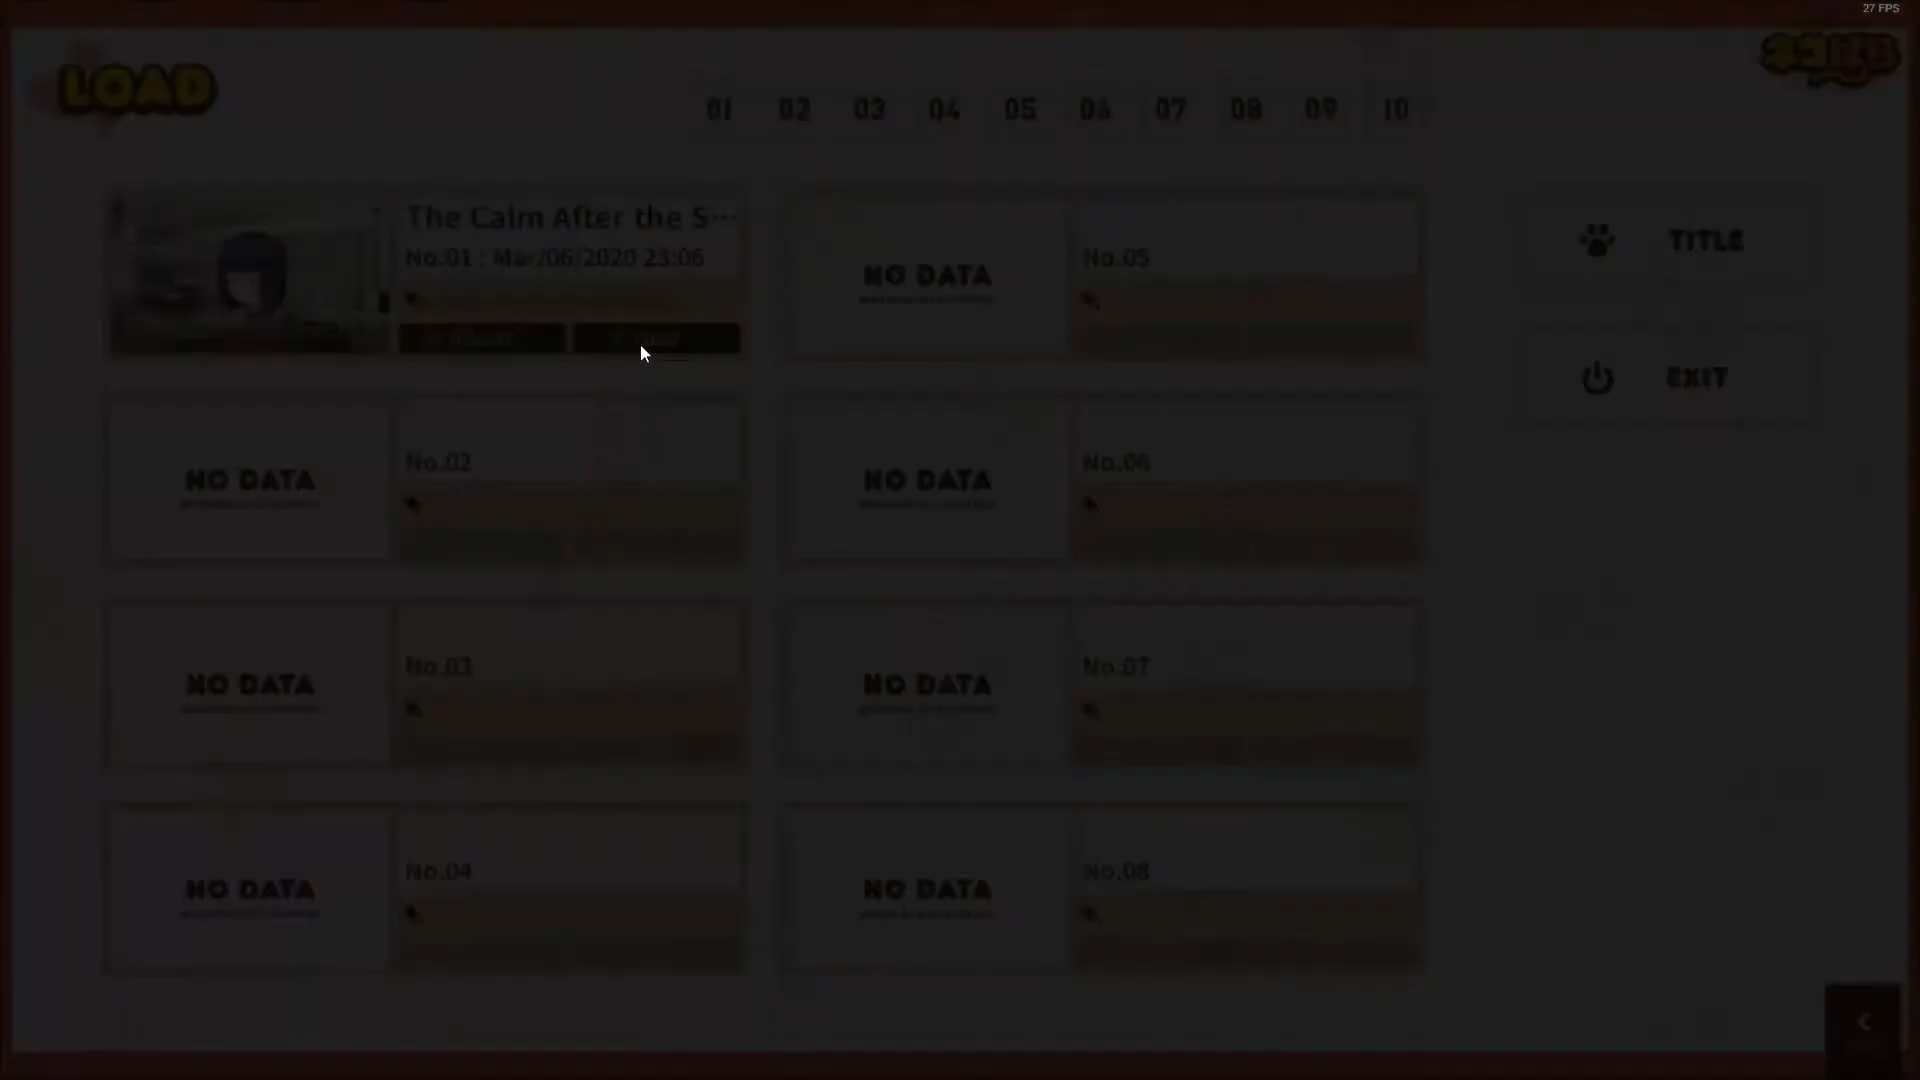 27 FPS
LOAD
01 02 03 04 05 06 07 08 09 10
The Calm After the S…
No.01 : Mar/06/2020 23:06
NO DATA
No.05
TITLE
EXIT
NO DATA
No.02
NO DATA
No.06
NO DATA
No.03
NO DATA
No.07
NO DATA
No.04
NO DATA
No.08